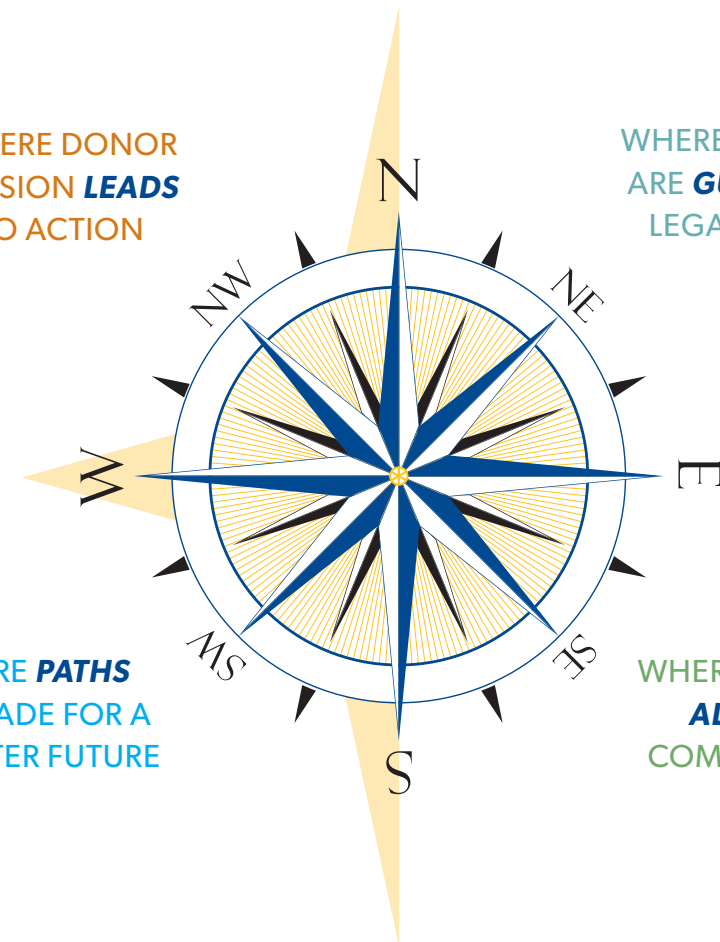 ERE DONOR
SION LEADS
O ACTION
WHERE
ARE GU
LEGA
N
NW
NE
W
E
SW
SE
S
RE PATHS
ADE FOR A
TER FUTURE
WHER
AL
COM